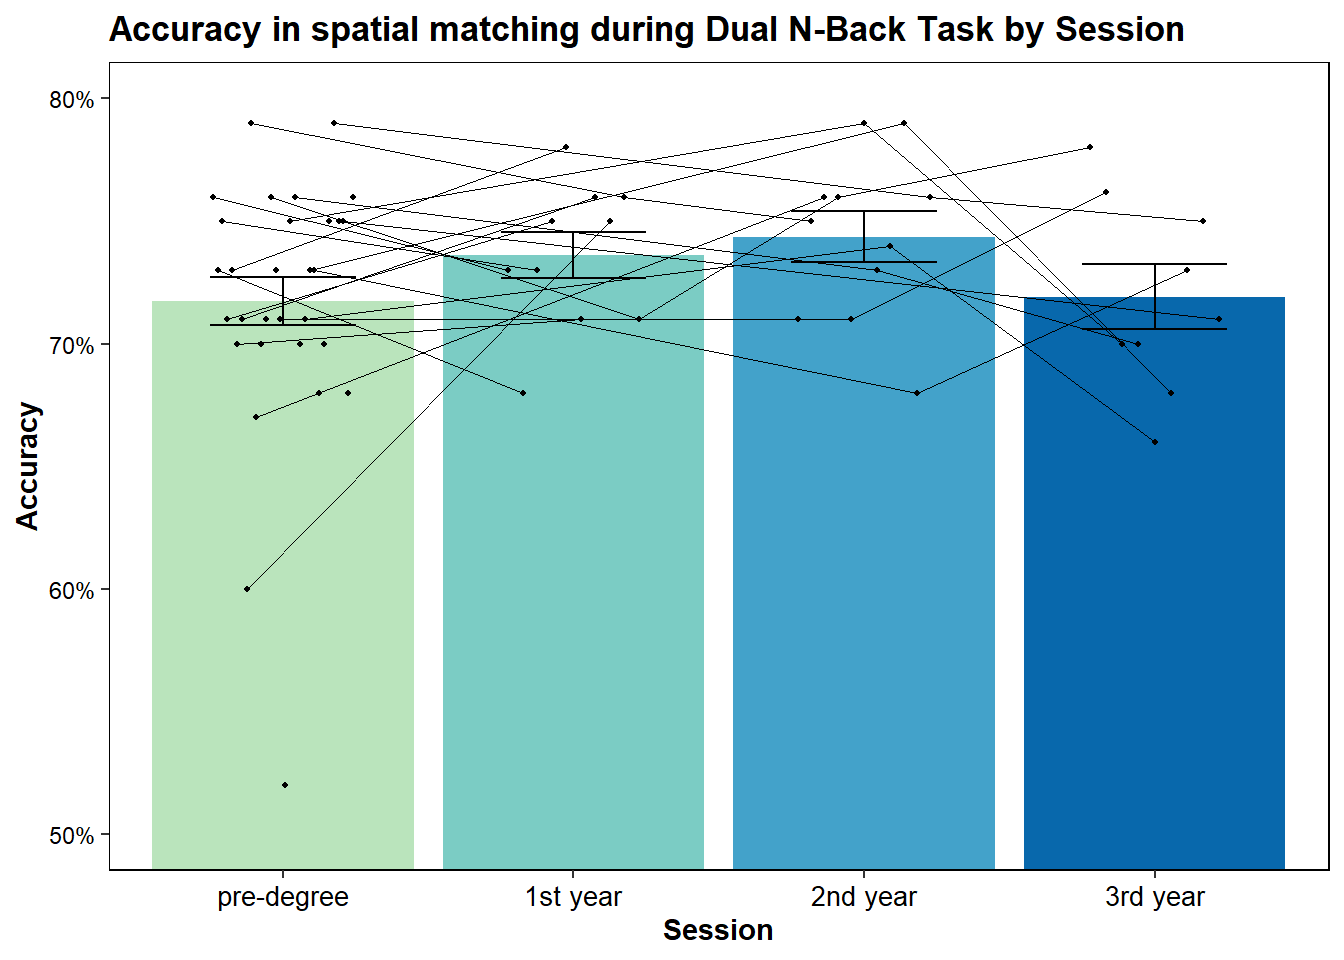 Accuracy in spatial matching during Dual N-Back Task by Session
80%
70%
60%
50%
Accuracy
pre-degree 1st year 2nd year 3rd year
Session